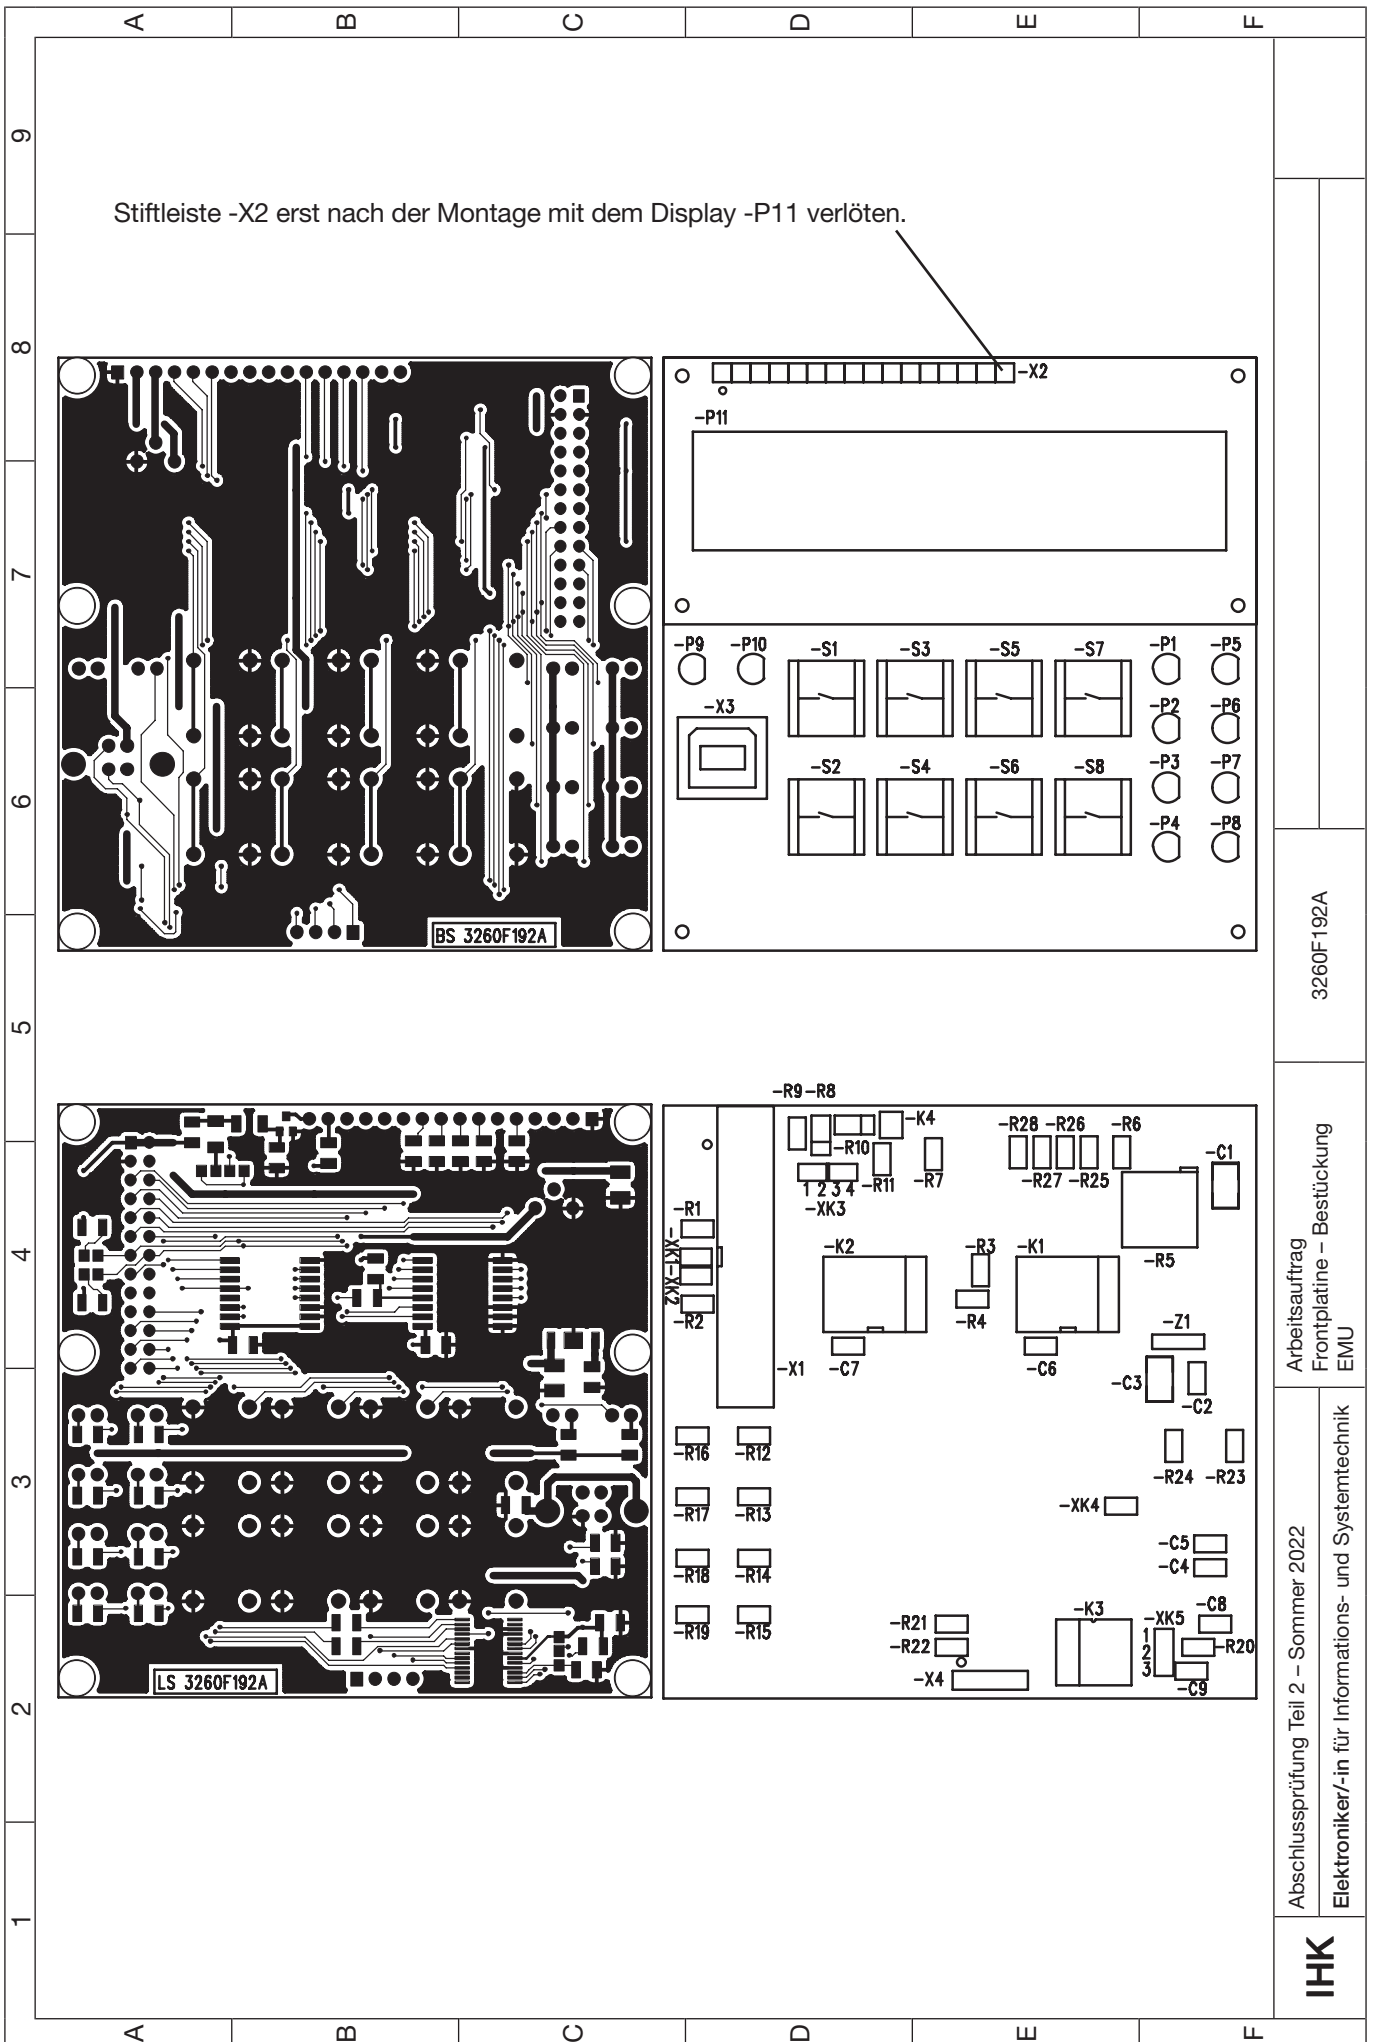 A B C D E F
9
Stiftleiste -X2 erst nach der Montage mit dem Display -P11 verlöten.
8
-X2
-P11
7
-P9 -P10 -S1 -S3 -S5 -S7 -P1 -P5
-X3 -P2 -P6
6
-S2 -S4 -S6 -S8 -P3 -P7
-P4 -P8
BS 3260F192A
5
-R9 -R8
-K4 -R28 -R26 -R6
-R10 -C1
-R11 -R7 -R27 -R25
1 2 3 4
-XK3
-R1
4
-XK1 -XK2
-K2 -R3 -K1 -R5
-R2 -R4 -Z1
-X1 -C7 -C6 -C3
-C2
-R16 -R12 -R24 -R23
3
-R17 -R13 -XK4
-C5
-R18 -R14 -C4
-R21 -K3 -XK5 -C8
-R19 -R15 -R22 1 2 3 -R20
-X4 -C9
LS 3260F192A
2
1
A B C D E F
IHK
Abschlussprüfung Teil 2 – Sommer 2022
Elektroniker/-in für Informations- und Systemtechnik
Arbeitsauftrag
Frontplatine – Bestückung
EMU
3260F192A